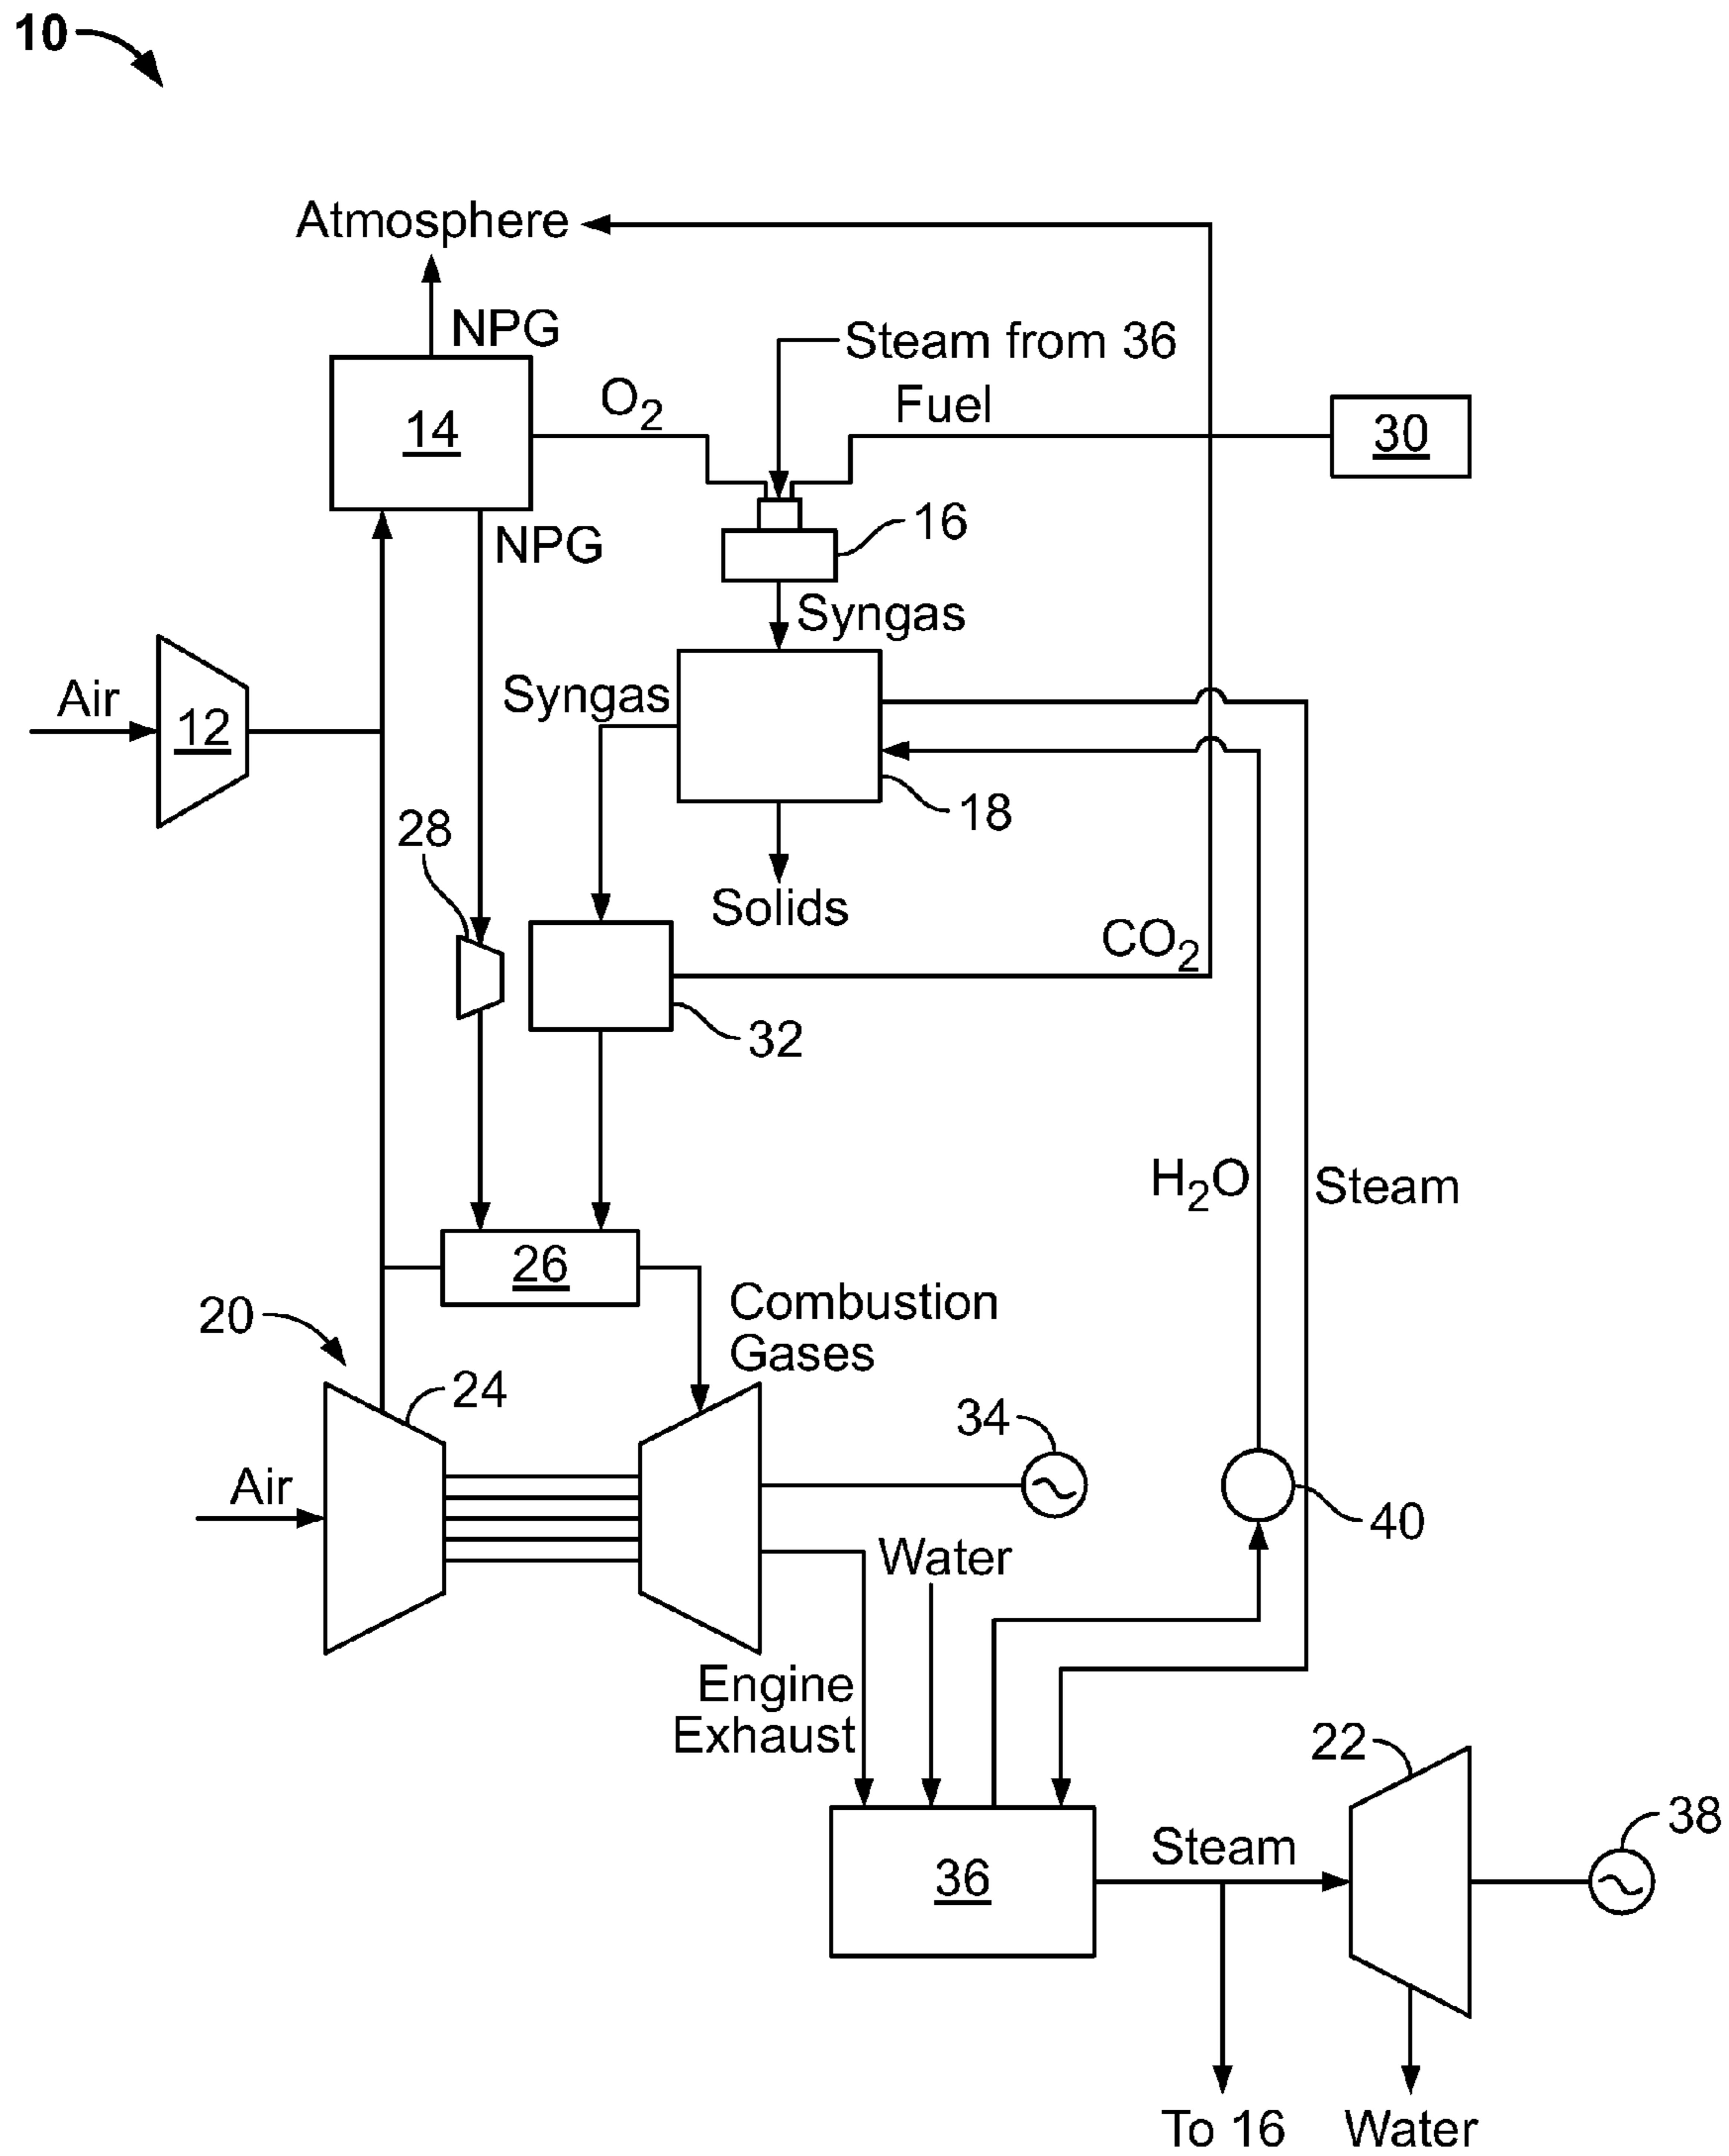 10
Atmosphere
NPG
Steam from 36
O2
Fuel
14
30
NPG
16
Syngas
Syngas
Air
12
18
28
Solids
CO2
32
H2O
Steam
26
20
Combustion
Gases
24
34
Air
40
Water
Engine
Exhaust
22
38
Steam
36
To 16
Water